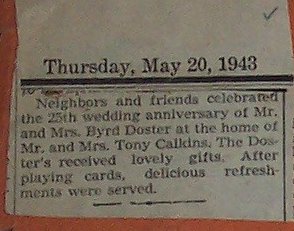 Thursday, May 20, 1943
Neighbors and friends celebrated
the 25th wedding anniversary of Mr.
and Mrs. Byrd Doster at the home of
Mr. and Mrs. Tony Calkins. The Dos-
ter's received lovely gifts. After
playing cards, delicious refresh-
ments were served.